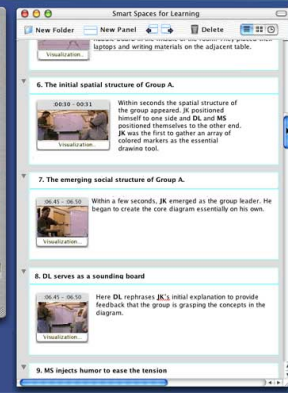 Smart Spaces for Learning
New Folder New Panel Delete
laptops and writing materials on the adjacent table.
Visualization...
6. The initial spatial structure of Group A.
:00:30 - 00:31
Within seconds the spatial structure of
the group appeared. JK positioned
himself to one side and DL and MS
positioned themselves to the other end.
JK was the first to gather an array of
colored markers as the essential
drawing tool.
Visualization...
7. The emerging social structure of Group A.
:06.45 - :06.50
Within a few seconds, JK emerged as the group leader. He
began to create the core diagram essentially on his own.
Visualization...
8. DL serves as a sounding board
:06.45 - :06.50
Here DL rephrases JK's initial explanation to provide
feedback that the group is grasping the concepts in the
diagram.
Visualization...
9. MS injects humor to ease the tension